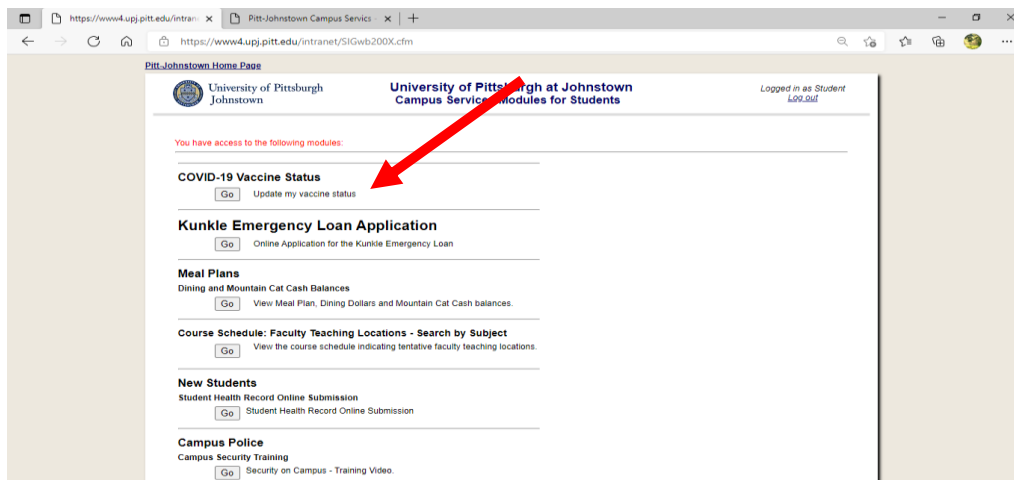 https://www4.upj.pitt.edu/intran
Pitt-Johnstown Campus Servics -
https://www4.upj.pitt.edu/intranet/SIGwb200X.cfm
Pitt-Johnstown Home Page
University of Pittsburgh
Johnstown
University of Pittsburgh at Johnstown
Campus Services Modules for Students
Logged in as Student
Log out
You have access to the following modules:
COVID-19 Vaccine Status
Go Update my vaccine status
Kunkle Emergency Loan Application
Go Online Application for the Kunkle Emergency Loan
Meal Plans
Dining and Mountain Cat Cash Balances
Go View Meal Plan, Dining Dollars and Mountain Cat Cash balances.
Course Schedule: Faculty Teaching Locations - Search by Subject
Go View the course schedule indicating tentative faculty teaching locations.
New Students
Student Health Record Online Submission
Go Student Health Record Online Submission
Campus Police
Campus Security Training
Go Security on Campus - Training Video.